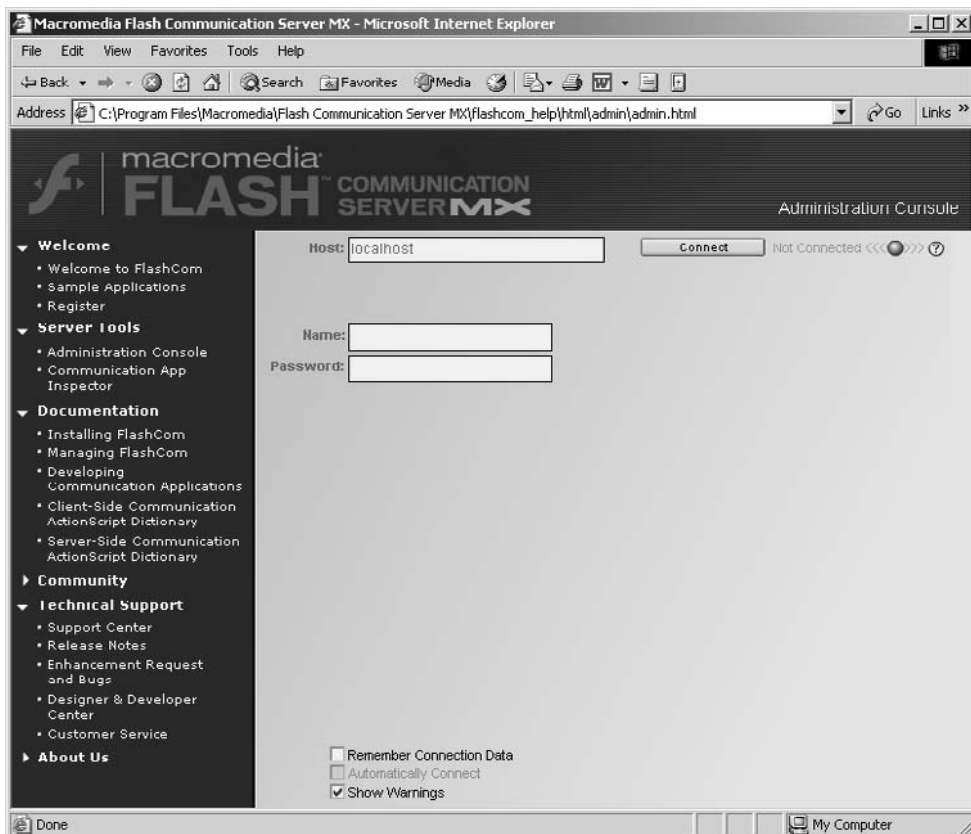 Macromedia Flash Communication Server MX - Microsoft Internet Explorer
File Edit View Favorites Tools Help
Back Search Favorites Media
Address C:\Program Files\Macromedia\Flash Communication Server MX\flashcom_help\html\admin\admin.html Go Links »
macromedia
FLASH™ COMMUNICATION SERVER MX
Administration Console
Welcome
• Welcome to FlashCom
• Sample Applications
• Register
Server Tools
• Administration Console
• Communication App
Inspector
Documentation
• Installing FlashCom
• Managing FlashCom
• Developing
Communication Applications
• Client-Side Communication
ActionScript Dictionary
• Server-Side Communication
ActionScript Dictionary
Community
Technical Support
• Support Center
• Release Notes
• Enhancement Request
and Bugs
• Designer & Developer
Center
• Customer Service
About Us
Host: localhost Connect Not Connected <<< >>> ?
Name:
Password:
Remember Connection Data
Automatically Connect
Show Warnings
Done My Computer